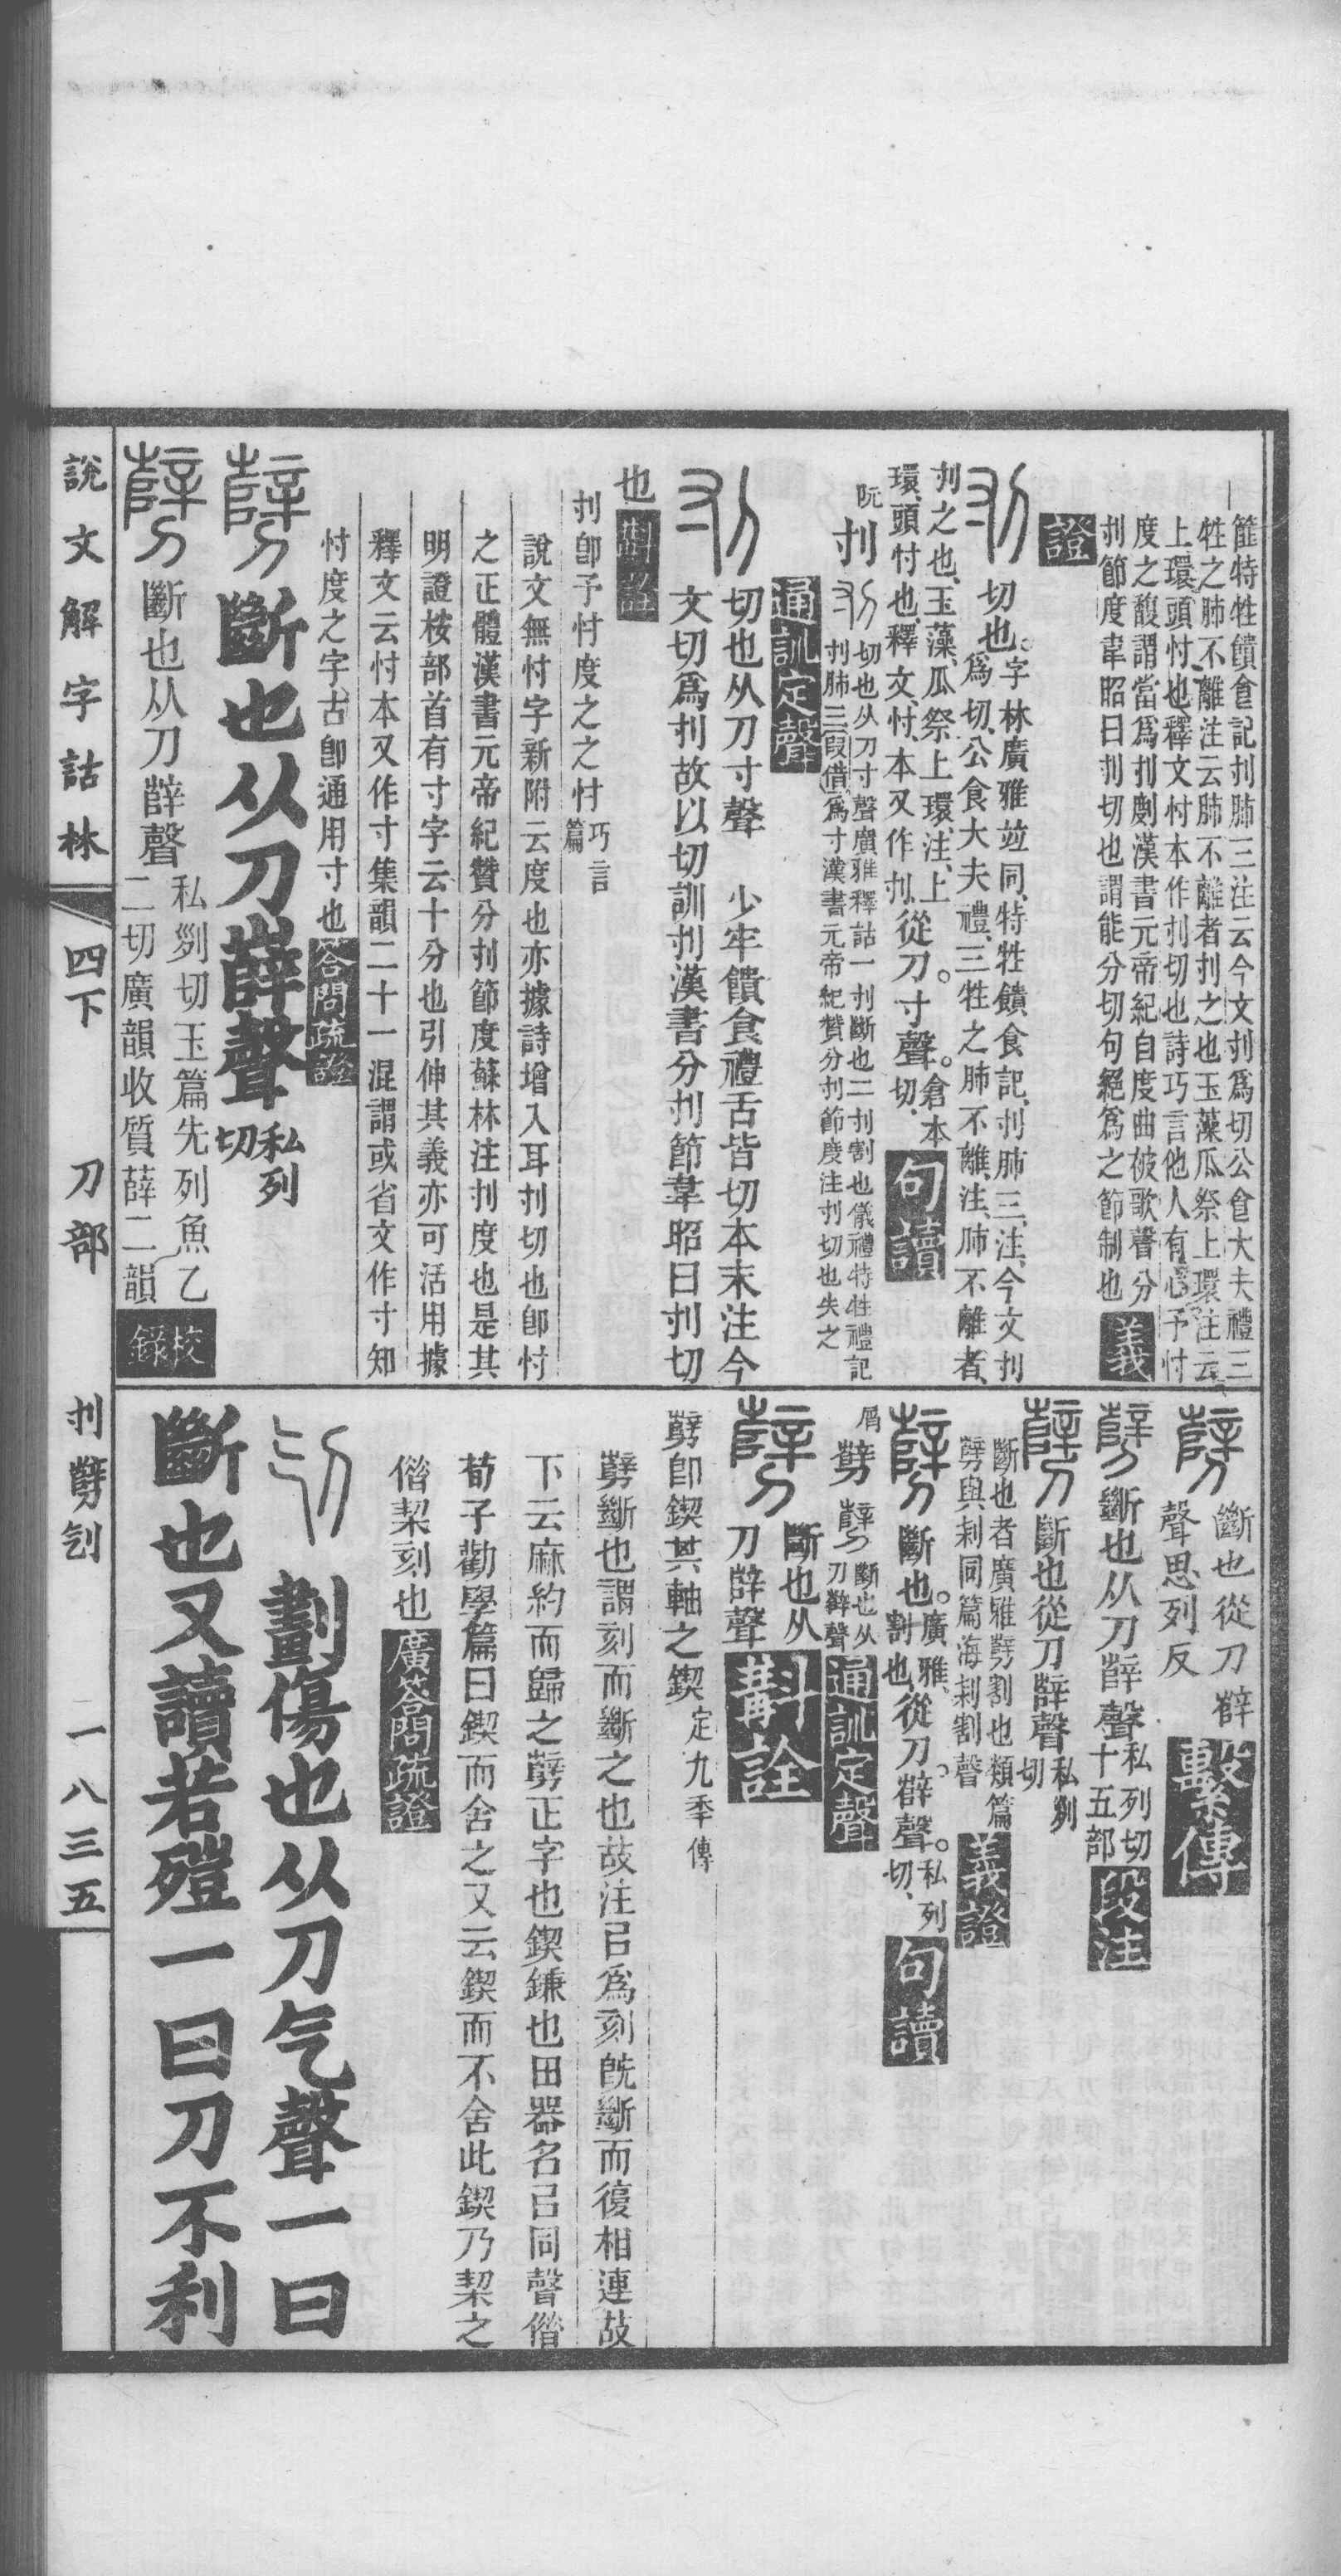 篚特牲饋食記刌肺三注云今文刌爲切公食大夫禮三
牲之肺不離注云肺不離者刌之也玉藻瓜祭上環注云
上環頭忖也釋文忖本作刌切也詩巧言他人有心予忖
度之馥謂當爲刌劇漢書元帝紀自度曲被歌聲分
刌節度韋昭曰刌切也謂能分切句絕爲之節制也 義
證
切也。字林廣雅竝同、特牲饋食記、刌肺三、注、今文刌
爲切、公食大夫禮、三牲之肺不離、注、肺不離者、
刌之也、玉藻、瓜祭上環、注、上
環、頭忖也、釋文、忖、本又作刌、從刀。寸聲。倉本切、 句讀
阮
刌 切也从刀寸聲廣雅釋詁一刌斷也二刌割也儀禮特牲禮記
刌肺三叚借爲寸漢書元帝紀贊分刌節度注刌切也失之
通訓定聲
切也从刀寸聲 少牢饋食禮舌皆切本末注今
文切爲刌故以切訓刌漢書分刌節韋昭曰刌切
也 斠詮
刌卽予忖度之之忖 巧言篇
說文無忖字新附云度也亦據詩增入耳刌切也卽忖
之正體漢書元帝紀贊分刌節度蘇林注刌度也是其
明證桉部首有寸字云十分也引伸其義亦可活用據
釋文云忖本又作寸集韻二十一混謂或省文作寸知
忖度之字古卽通用寸也 答問疏證
斷也从刀辥聲 私列切
斷也从刀辥聲 私列切玉篇先列魚乙
二切廣韻收質薛二韻 校錄
斷也從刀辥
聲思列反 繫傳
斷也从刀辥聲 私列切十五部 段注
斷也從刀辥聲 私列切
斷也者廣雅劈割也類篇
劈與㓤同篇海㓤割聲 義證
斷也。廣雅、割也 從刀。辥聲。私列切、 句讀
屑
斷也从刀辥聲 通訓定聲
斷也从
刀辥聲 斠詮
卽鍥其軸之鍥 定九年傳
斷也謂刻而斷之也故注㠯爲刻旣斷而復相連故
下云麻約而歸之正字也鍥鎌也田器名㠯同聲偕
荀子勸學篇曰鍥而舍之又云鍥而不舍此鍥乃栔之
偕栔刻也 廣答問疏證
劃傷也从刀气聲一曰
斷也又讀若殪一曰刀不利
說文解字詁林 四下 刀部 刌 刉 一八三五